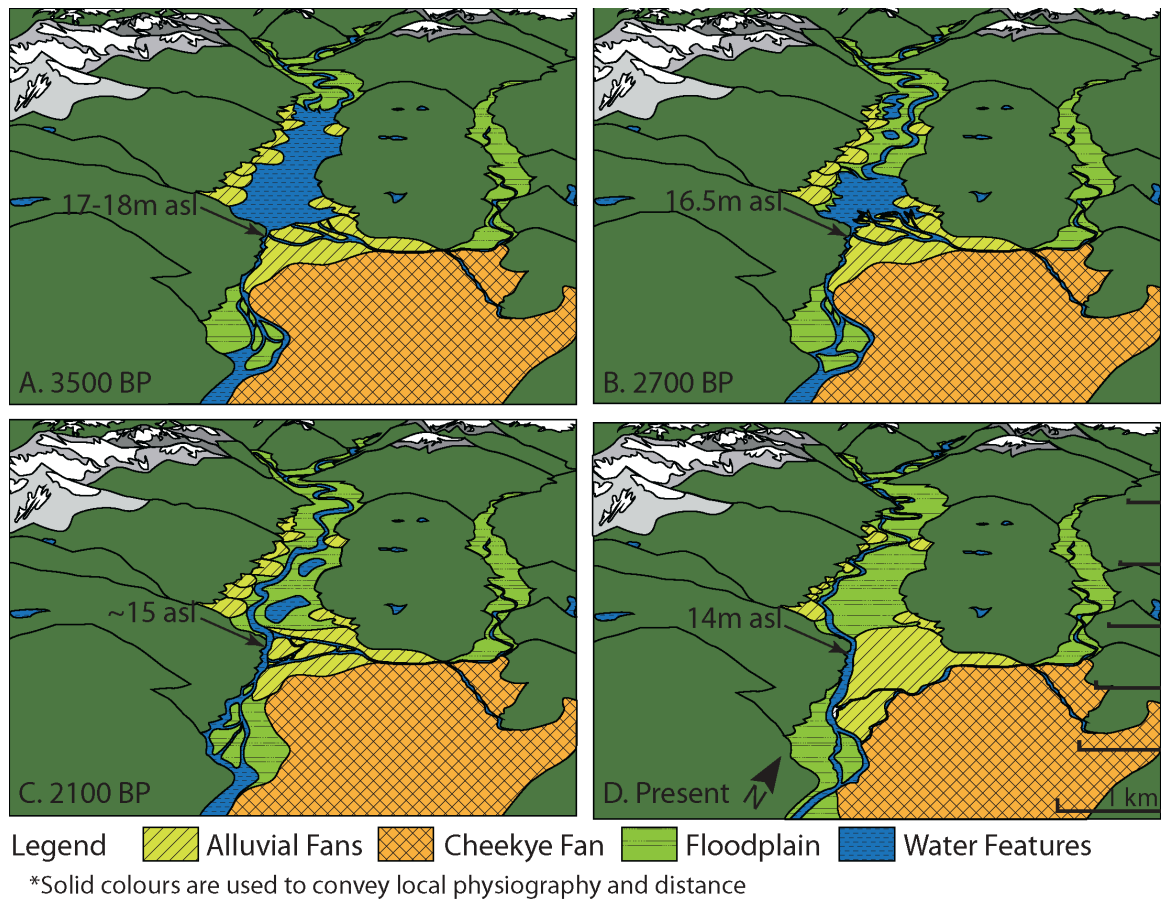 17-18m asl
A. 3500 BP
16.5m asl
B. 2700 BP
~15 asl
C. 2100 BP
14m asl
D. Present
N
1 km
Legend
Alluvial Fans
Cheekye Fan
Floodplain
Water Features
*Solid colours are used to convey local physiography and distance